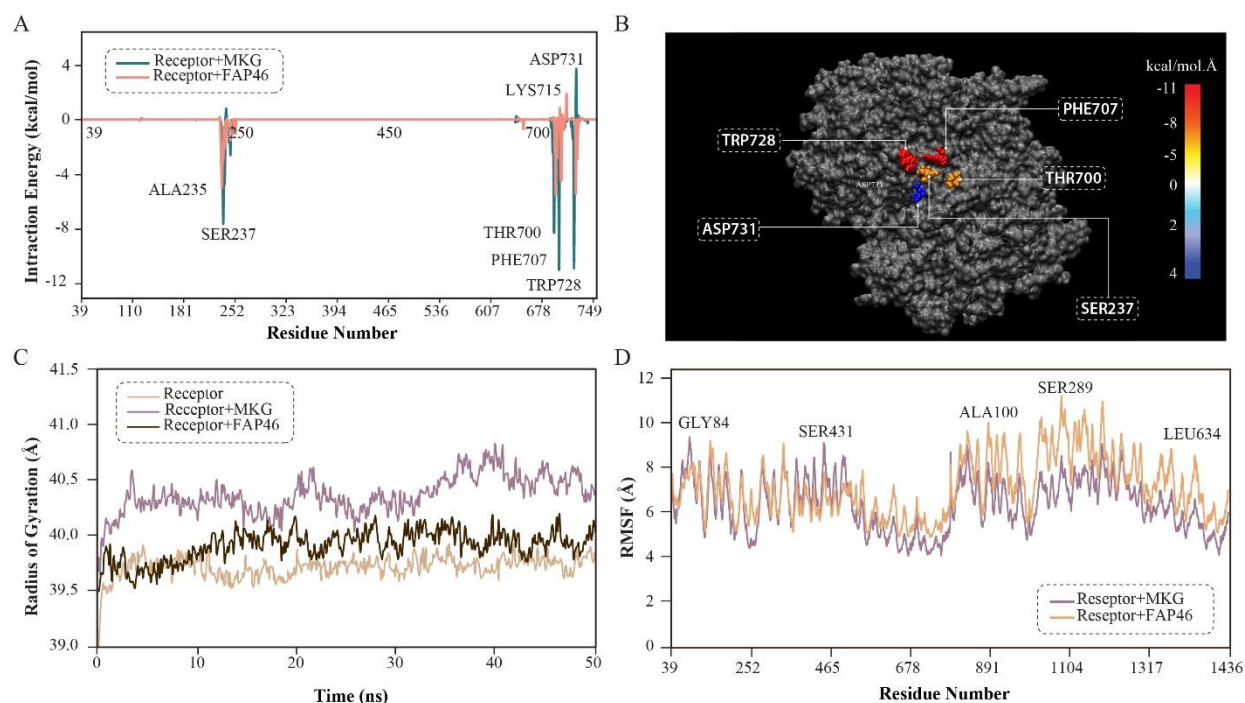 A
Receptor+MKG
Receptor+FAP46
Intraction Energy (kcal/mol)
4
0
-4
-8
-12
39
250
450
700
ASP731
LYS715
ALA235
SER237
THR700
PHE707
TRP728
39 110 181 252 323 394 465 536 607 678 749
Residue Number
B
kcal/mol.Å
-11
-8
-5
0
2
4
PHE707
TRP728
THR700
ASP731
ASP731
SER237
C
Receptor
Receptor+MKG
Receptor+FAP46
Radius of Gyration (Å)
41.5
41.0
40.5
40.0
39.5
39.0
0 10 20 30 40 50
Time (ns)
D
RMSF (Å)
12
10
8
6
4
2
0
GLY84
SER431
ALA100
SER289
LEU634
Reseptor+MKG
Reseptor+FAP46
39 252 465 678 891 1104 1317 1436
Residue Number